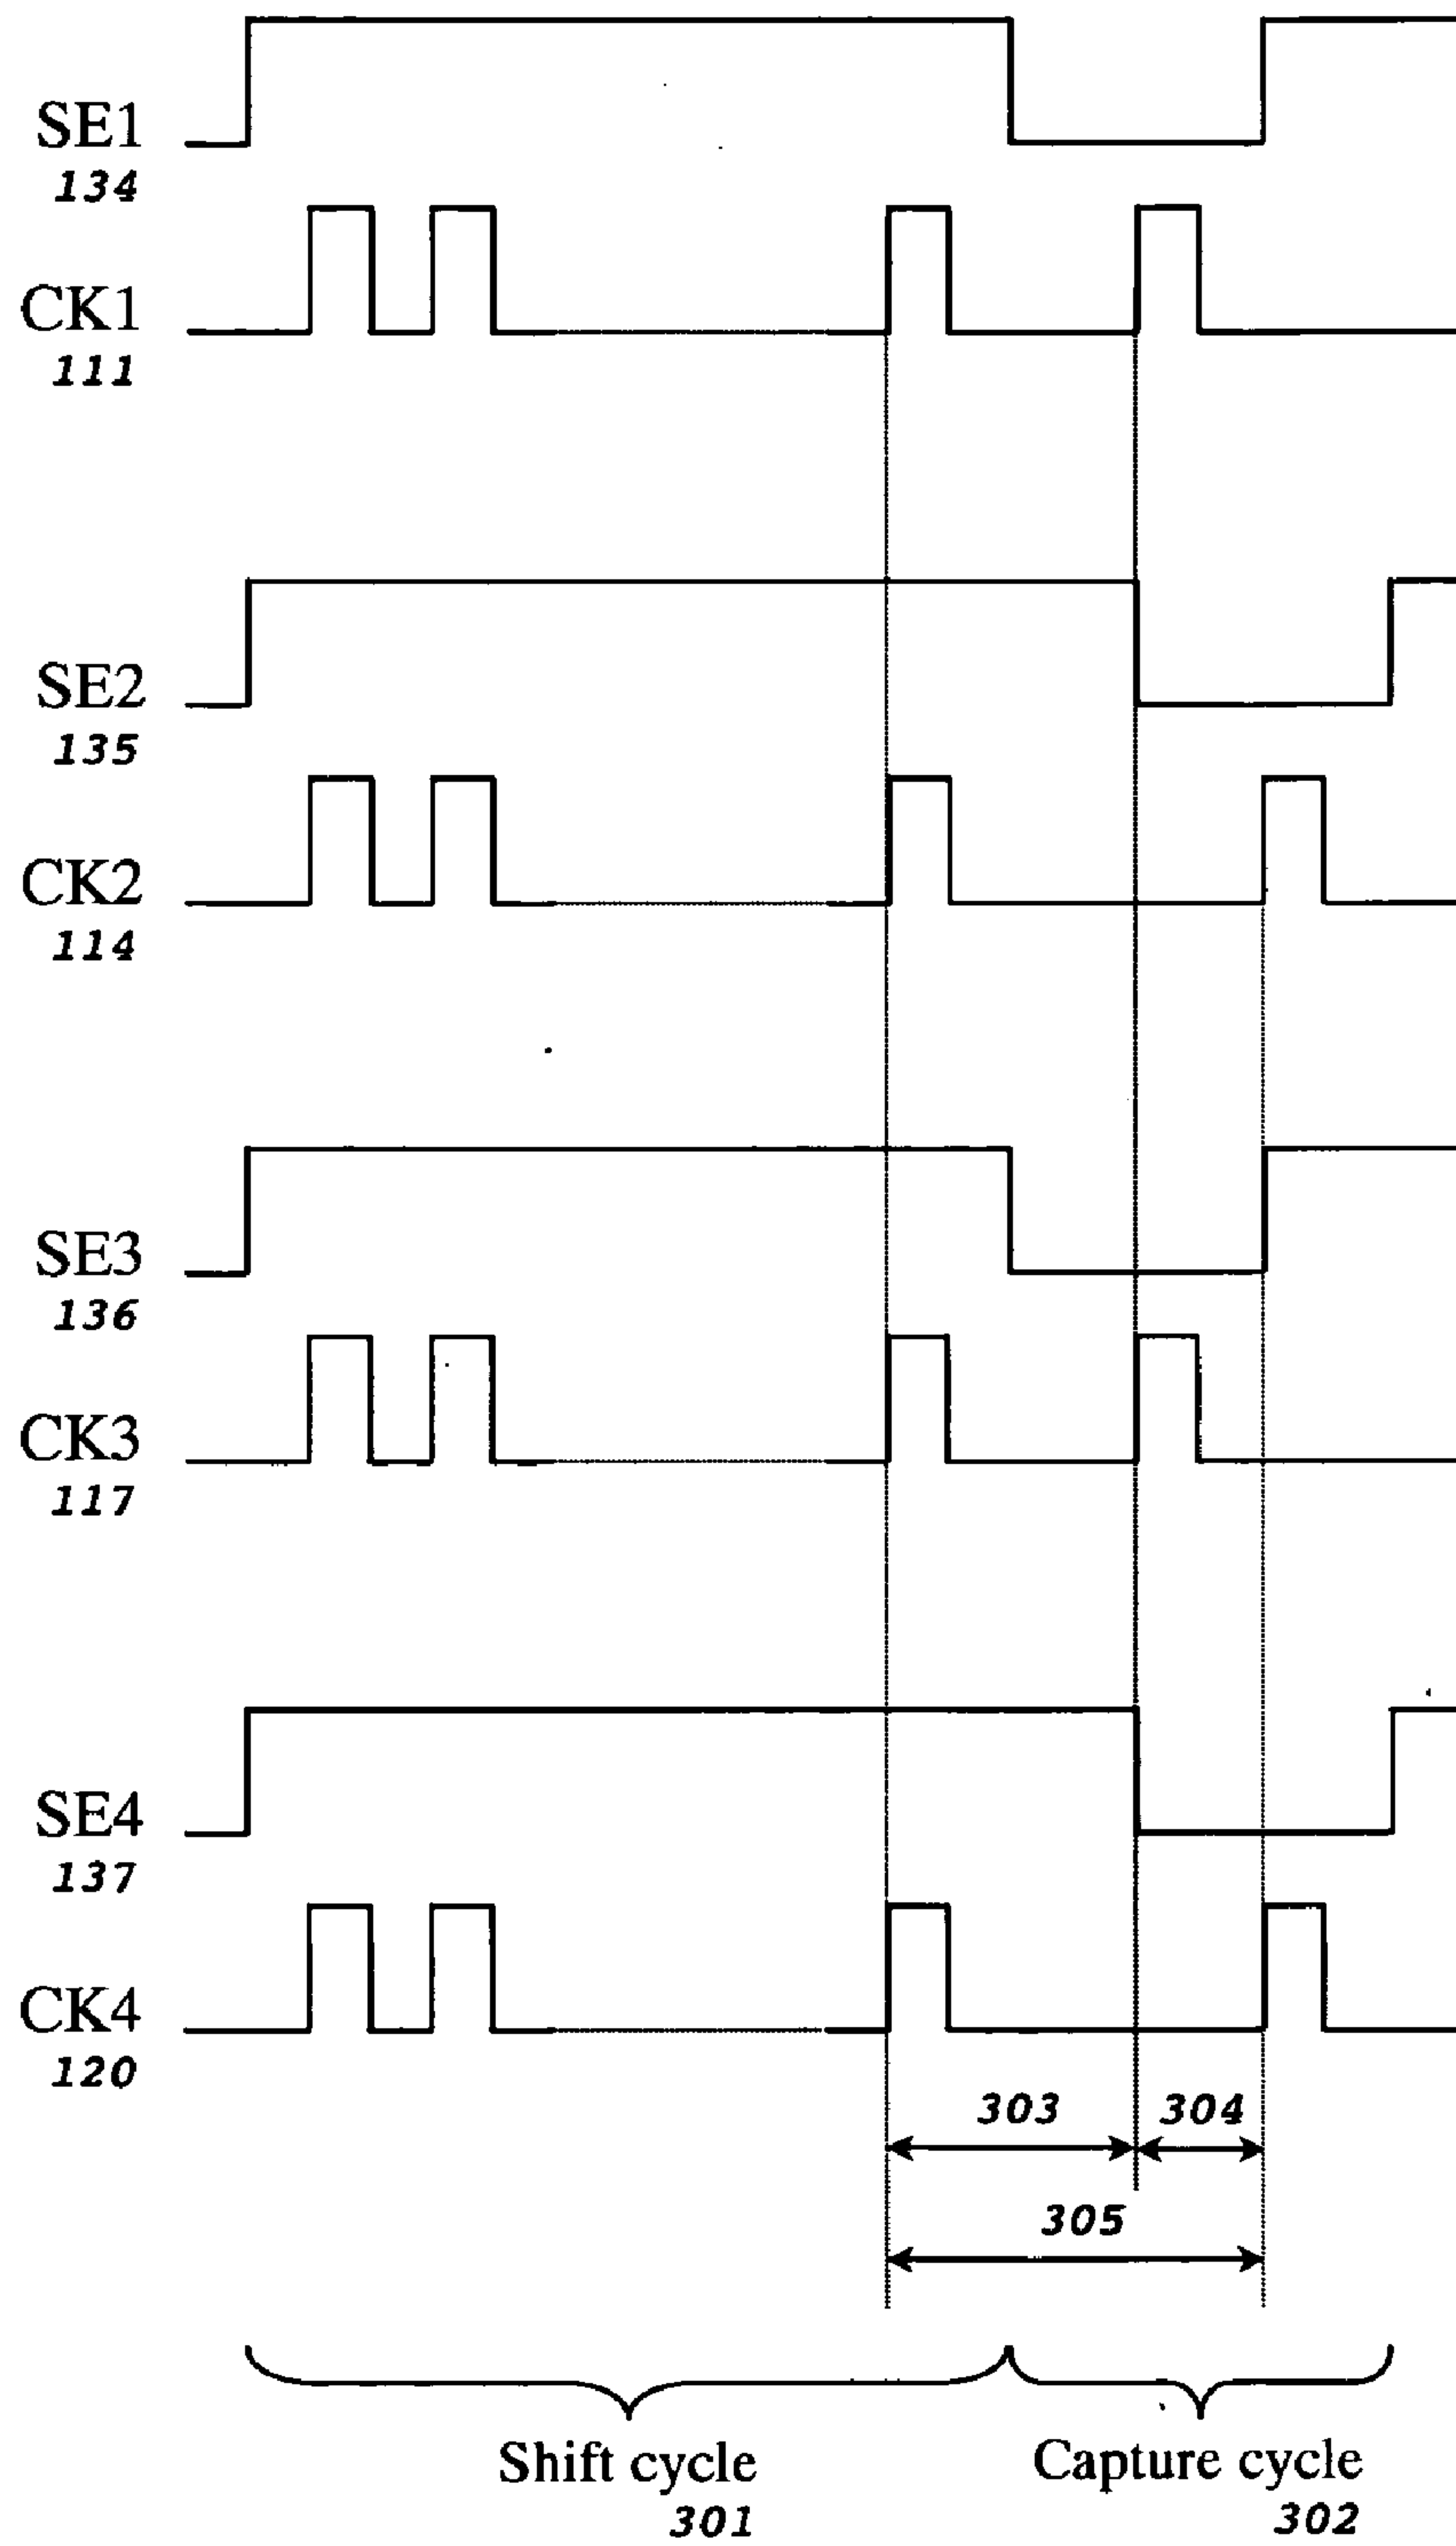 SE1
134
CK1
111
SE2
135
CK2
114
SE3
136
CK3
117
SE4
137
CK4
120
303 304
305
Shift cycle
301
Capture cycle
302